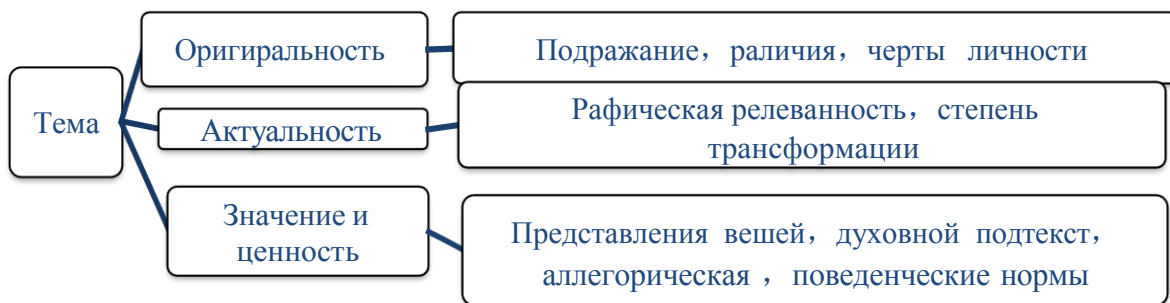 Тема
Оригиральность
Подражание, раличия, черты личности
Актуальность
Рафическая релеванность, степень
трансформации
Значение и
ценность
Представления вешей, духовной подтекст,
аллегорическая , поведенческие нормы